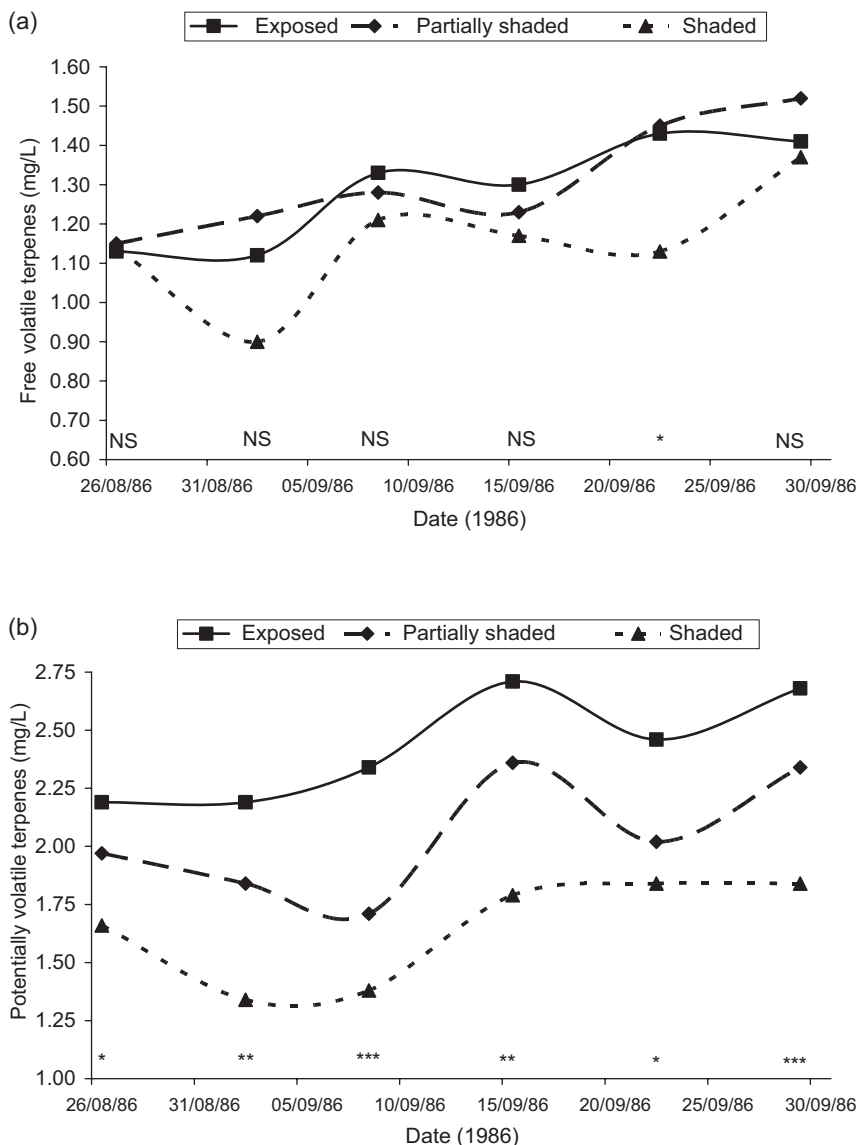 (a)
Exposed Partially shaded Shaded
1.60
1.50
1.40
1.30
1.20
1.10
1.00
0.90
0.80
0.70
0.60
Free volatile terpenes (mg/L)
NS NS NS NS * NS
26/08/86 31/08/86 05/09/86 10/09/86 15/09/86 20/09/86 25/09/86 30/09/86
Date (1986)
(b)
Exposed Partially shaded Shaded
2.75
2.50
2.25
2.00
1.75
1.50
1.25
1.00
Potentially volatile terpenes (mg/L)
* ** *** ** * ***
26/08/86 31/08/86 05/09/86 10/09/86 15/09/86 20/09/86 25/09/86 30/09/86
Date (1986)